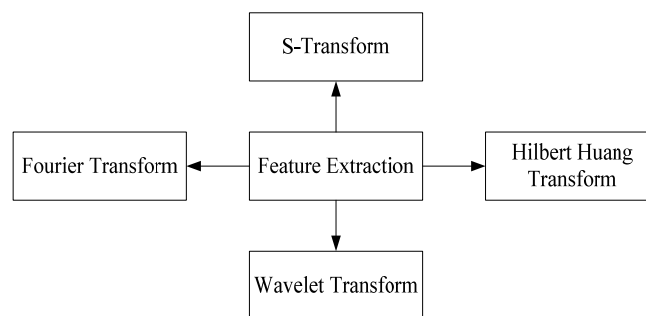 S-Transform
Fourier Transform
Feature Extraction
Hilbert Huang
Transform
Wavelet Transform